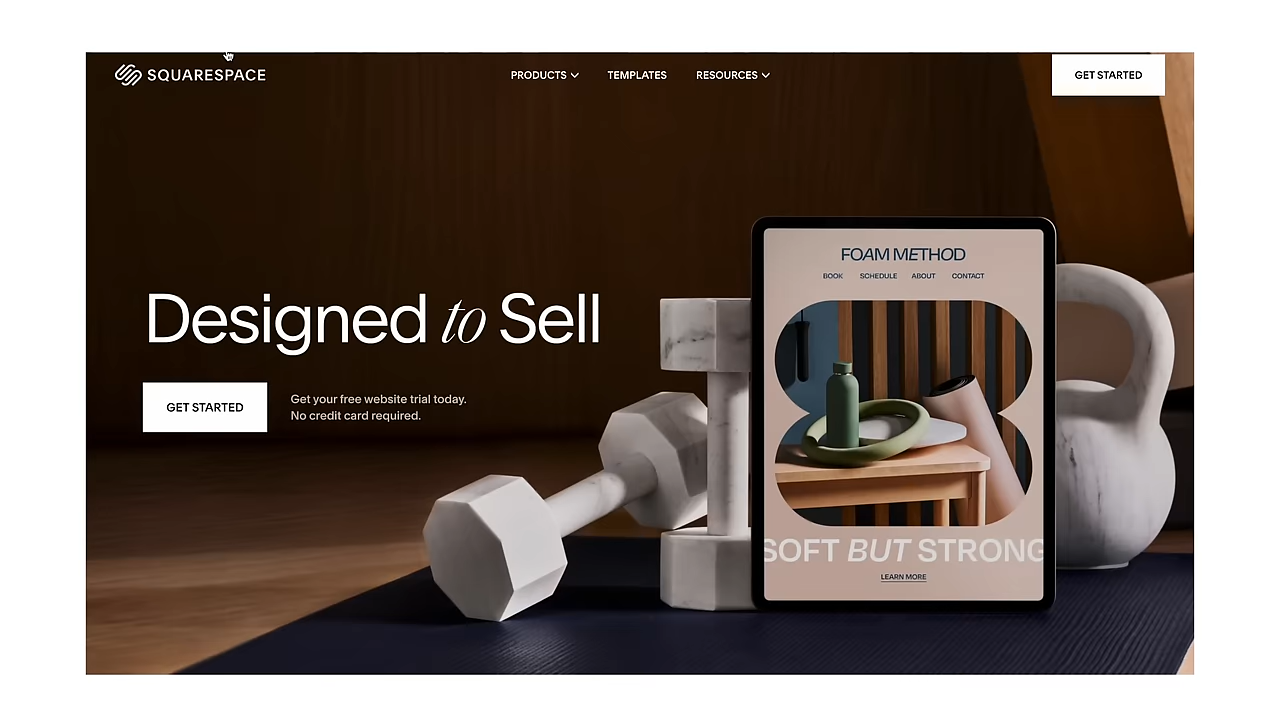 SQUARESPACE
PRODUCTS
TEMPLATES
RESOURCES
GET STARTED
Designed to Sell
GET STARTED
Get your free website trial today.
No credit card required.
FOAM METHOD
BOOK SCHEDULE ABOUT CONTACT
SOFT BUT STRONG
LEARN MORE